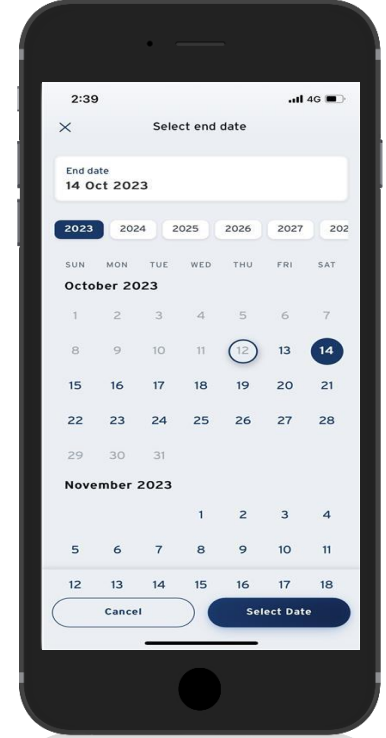 2:39 4G
Select end date
End date
14 Oct 2023
2023 2024 2025 2026 2027 202
SUN MON TUE WED THU FRI SAT
October 2023
1 2 3 4 5 6 7
8 9 10 11 12 13 14
15 16 17 18 19 20 21
22 23 24 25 26 27 28
29 30 31
November 2023
1 2 3 4
5 6 7 8 9 10 11
12 13 14 15 16 17 18
Cancel Select Date